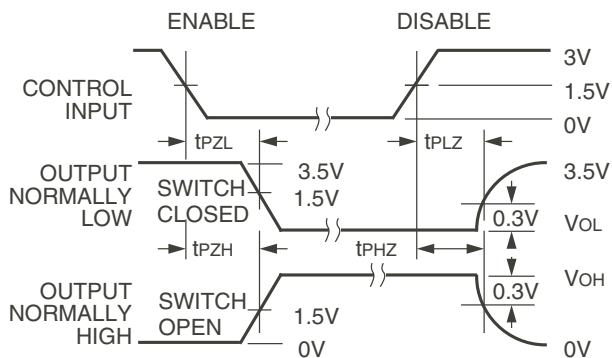 ENABLE DISABLE
CONTROL
INPUT
3V
1.5V
0V
tPZL tPLZ
OUTPUT
NORMALLY
LOW
SWITCH
CLOSED
3.5V
1.5V
3.5V
0.3V
VOL
tPZH tPHZ
OUTPUT
NORMALLY
HIGH
SWITCH
OPEN
1.5V
0V
VOH
0.3V
0V